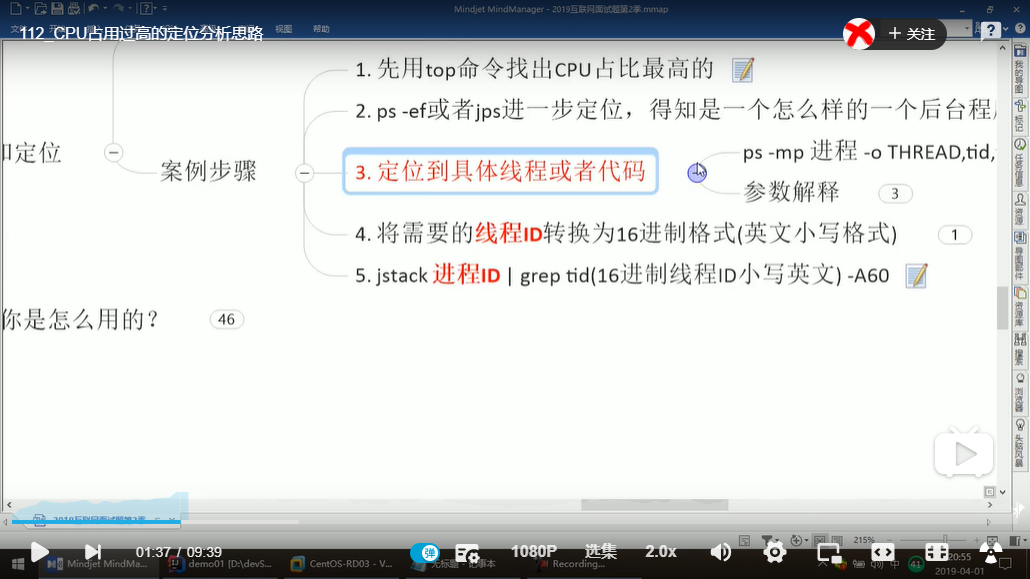 Mindjet MindManager - 2019互联网面试题第2季.mmap
112_CPU占用过高的定位分析思路
视图
帮助
关注
1. 先用top命令找出CPU占比最高的
2. ps -ef或者jps进一步定位，得知是一个怎么样的一个后台程
和定位
案例步骤
3. 定位到具体线程或者代码
ps -mp 进程 -o THREAD,tid,
参数解释
3
4. 将需要的线程ID转换为16进制格式(英文小写格式)
1
5. jstack 进程ID | grep tid(16进制线程ID小写英文) -A60
你是怎么用的？
46
我的导图
标记
任务信息
资源
导图部件
资源库
搜索
浏览器
头脑风暴
2019互联网面试题第2季
215%
01:37 / 09:39
弹
1080P
选集
2.0x
Mindjet MindMa...
demo01 [D:\devS...
CentOS-RD03 - V...
无标题 - 记事本
Recording...
中
41
20:55
2019-04-01